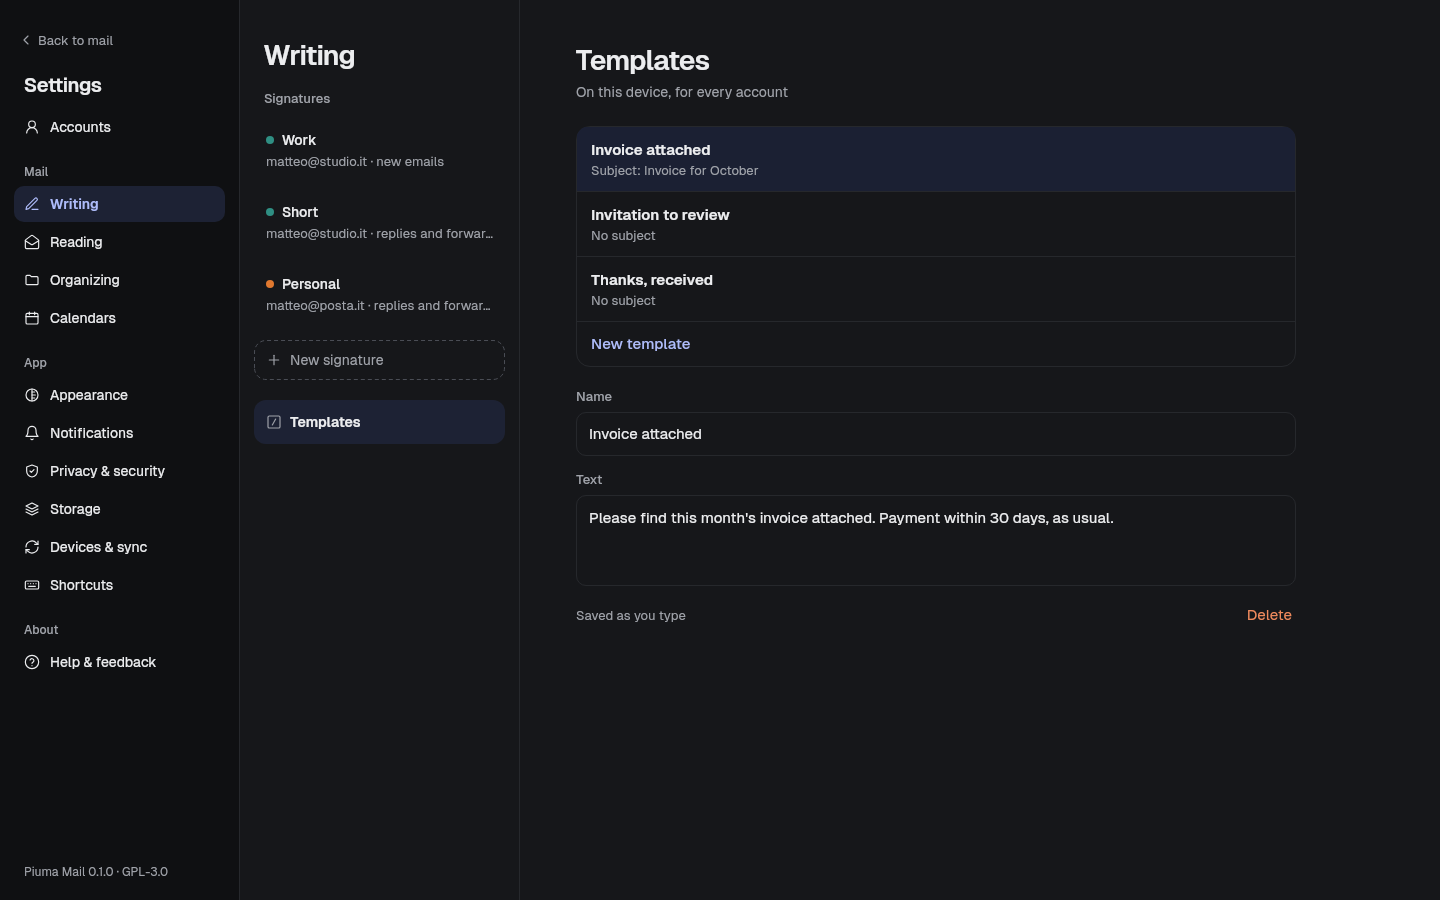 Back to mail
Settings
Accounts
Mail
Writing
Reading
Organizing
Calendars
App
Appearance
Notifications
Privacy & security
Storage
Devices & sync
Shortcuts
About
Help & feedback
Piuma Mail 0.1.0 · GPL-3.0
Writing
Signatures
Work
matteo@studio.it · new emails
Short
matteo@studio.it · replies and forwar...
Personal
matteo@posta.it · replies and forwar...
New signature
Templates
Templates
On this device, for every account
Invoice attached
Subject: Invoice for October
Invitation to review
No subject
Thanks, received
No subject
New template
Name
Invoice attached
Text
Please find this month's invoice attached. Payment within 30 days, as usual.
Saved as you type
Delete